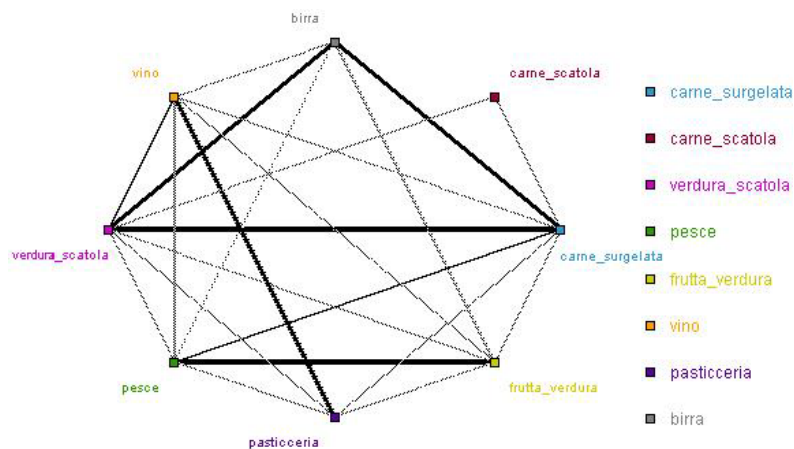 birra
vino
carne_scatola
verdura_scatola
carne_surgelata
pesce
frutta_verdura
pasticceria
carne_surgelata
carne_scatola
verdura_scatola
pesce
frutta_verdura
vino
pasticceria
birra